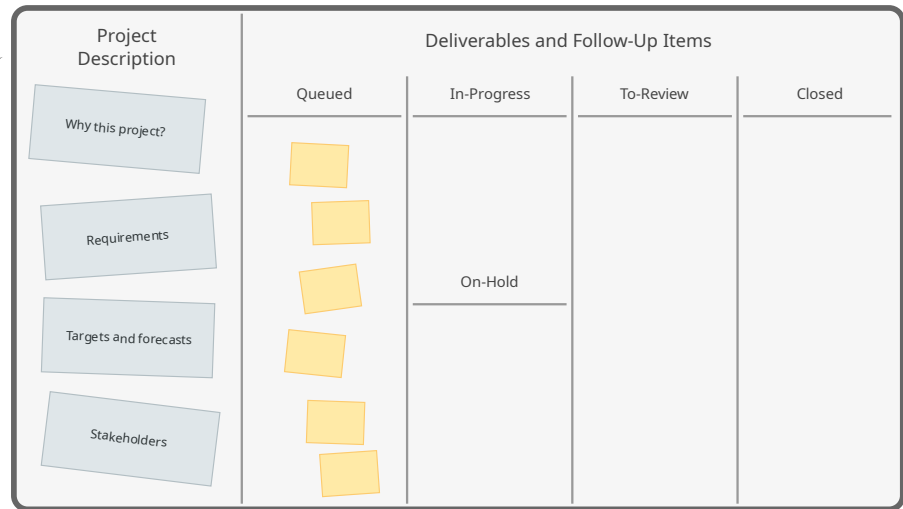 Project
Description
Deliverables and Follow-Up Items
Queued
In-Progress
To-Review
Closed
Why this project?
Requirements
On-Hold
Targets and forecasts
Stakeholders